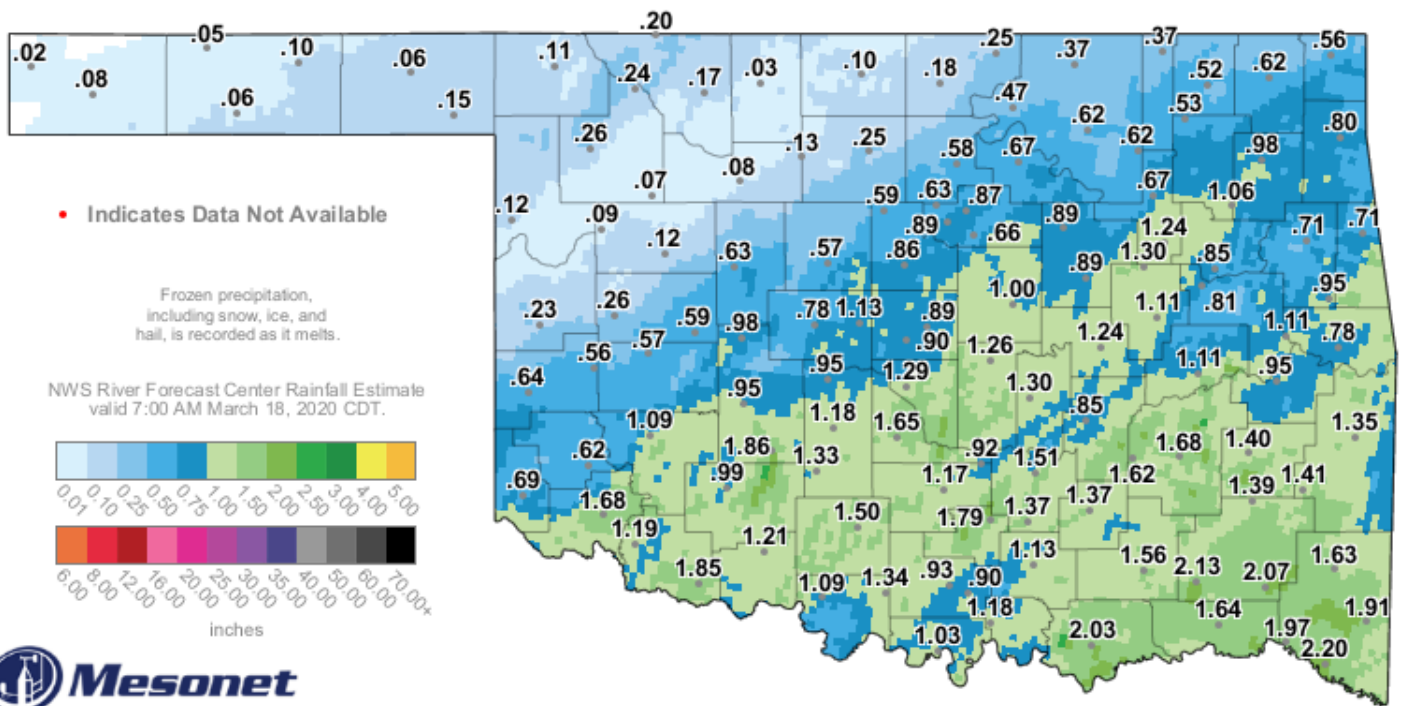 .20
.05 .25 .37 .37 .56
.02 .10 .06 .11 .10 .62
.08 .24 .17 .03 .18 .52
.06 .15 .47 .53
.26 .13 .25 .62 .62 .80
.58 .67 .98
.07 .08
.12 .59 .63 .87 .67 1.06
• Indicates Data Not Available
.09 .89 .66 .89 1.24 .71 .71
.12 .63 .57 .86 1.30 .85
.89
Frozen precipitation,
including snow, ice, and
hail, is recorded as it melts.
.23 .26 1.00 1.11 .81 .95
.59 .98 .78 1.13 .89 1.24 1.11 .78
.56 .57 .90 1.26 1.11
.64 .95 .95 1.29 1.30 .95
NWS River Forecast Center Rainfall Estimate
valid 7:00 AM March 18, 2020 CDT.
1.09 1.18 1.65 .85 1.35
.62 1.86 1.33 .92 1.51 1.68 1.40
.69 .99 1.17 1.62 1.41
0.01 0.10 0.25 0.50 0.75 1.00 1.50 2.00 2.50 3.00 4.00 5.00
1.68 1.50 1.79 1.37 1.37 1.39
1.19 1.21 1.13 1.56 1.63
1.85 1.09 1.34 .93 .90 2.13 2.07
6.00 8.00 12.00 16.00 20.00 25.00 30.00 35.00 40.00 50.00 60.00 70.00+
inches
1.03 1.18 2.03 1.64 1.97 1.91
2.20
Mesonet